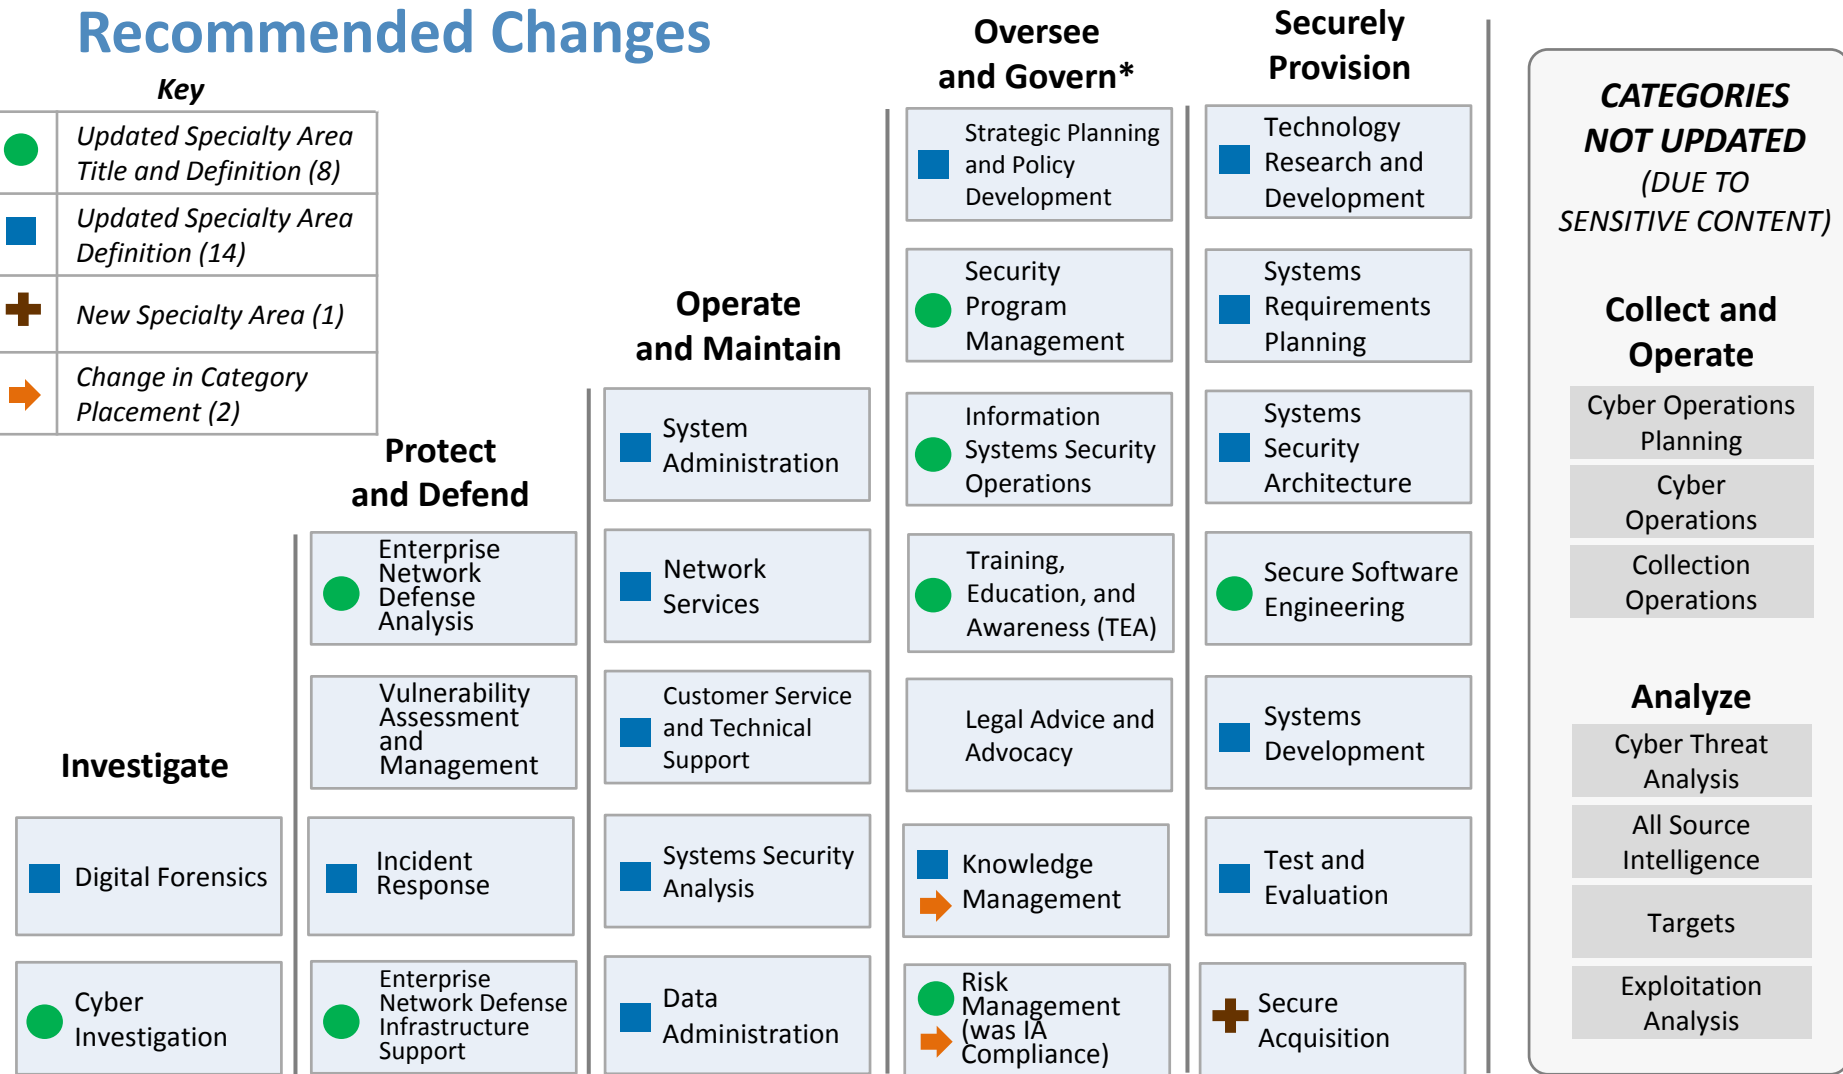 Recommended Changes
Key
Updated Specialty Area
Title and Definition (8)
Updated Specialty Area
Definition (14)
New Specialty Area (1)
Change in Category
Placement (2)
Investigate
Digital Forensics
Cyber
Investigation
Protect
and Defend
Enterprise
Network
Defense
Analysis
Vulnerability
Assessment
and
Management
Incident
Response
Enterprise
Network Defense
Infrastructure
Support
Operate
and Maintain
System
Administration
Network
Services
Customer Service
and Technical
Support
Systems Security
Analysis
Data
Administration
Oversee
and Govern*
Strategic Planning
and Policy
Development
Security
Program
Management
Information
Systems Security
Operations
Training,
Education, and
Awareness (TEA)
Legal Advice and
Advocacy
Knowledge
Management
Risk
Management
(was IA
Compliance)
Securely
Provision
Technology
Research and
Development
Systems
Requirements
Planning
Systems
Security
Architecture
Secure Software
Engineering
Systems
Development
Test and
Evaluation
Secure
Acquisition
CATEGORIES
NOT UPDATED
(DUE TO
SENSITIVE CONTENT)
Collect and
Operate
Cyber Operations
Planning
Cyber
Operations
Collection
Operations
Analyze
Cyber Threat
Analysis
All Source
Intelligence
Targets
Exploitation
Analysis